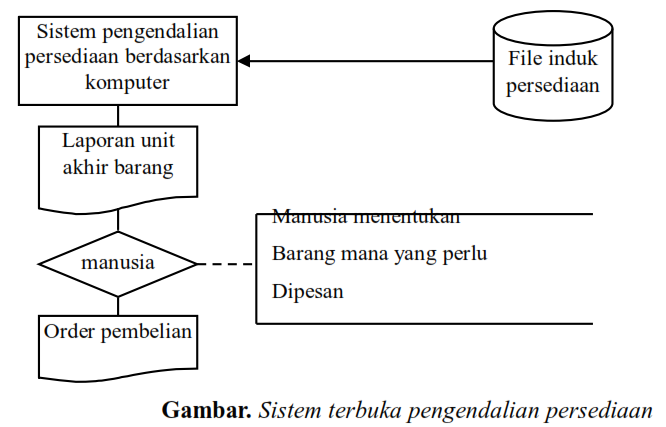 Sistem pengendalian
persediaan berdasarkan
komputer
File induk
persediaan
Laporan unit
akhir barang
manusia
Manusia menentukan
Barang mana yang perlu
Dipesan
Order pembelian
Gambar. Sistem terbuka pengendalian persediaan